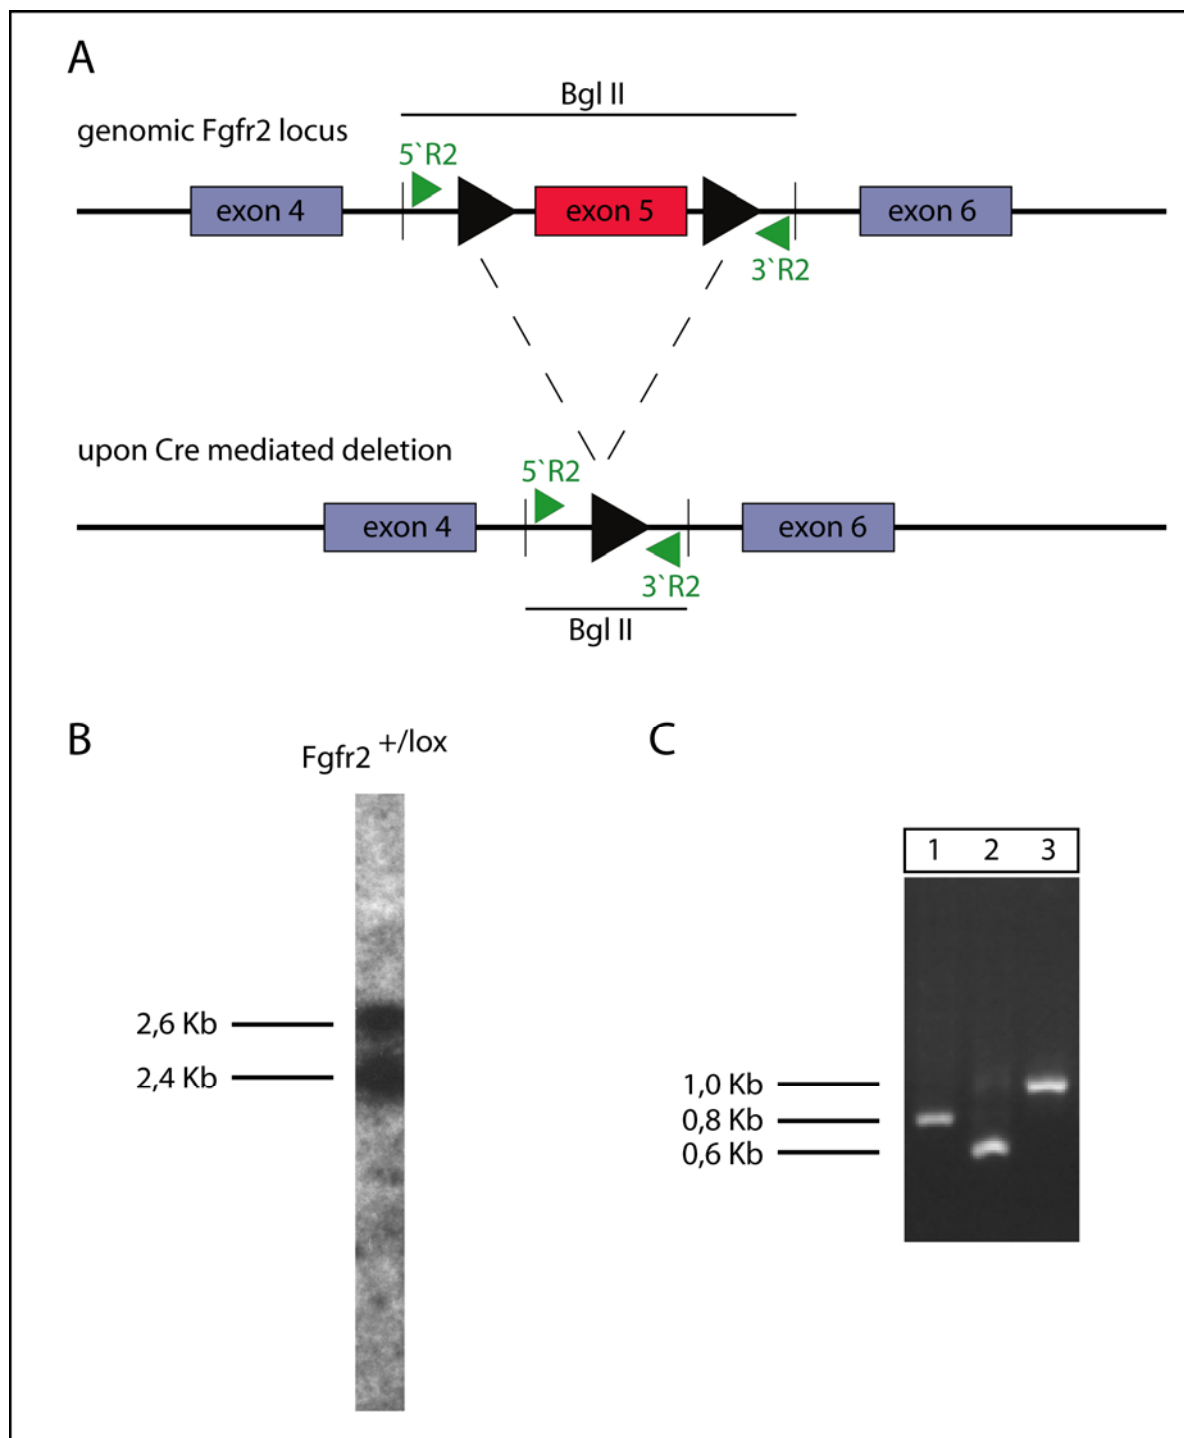 A
Bgl II
genomic Fgfr2 locus
5`R2
exon 4
exon 5
exon 6
3`R2
upon Cre mediated deletion
5`R2
exon 4
exon 6
3`R2
Bgl II
B
Fgfr2 +/lox
2,6 Kb
2,4 Kb
C
1 2 3
1,0 Kb
0,8 Kb
0,6 Kb